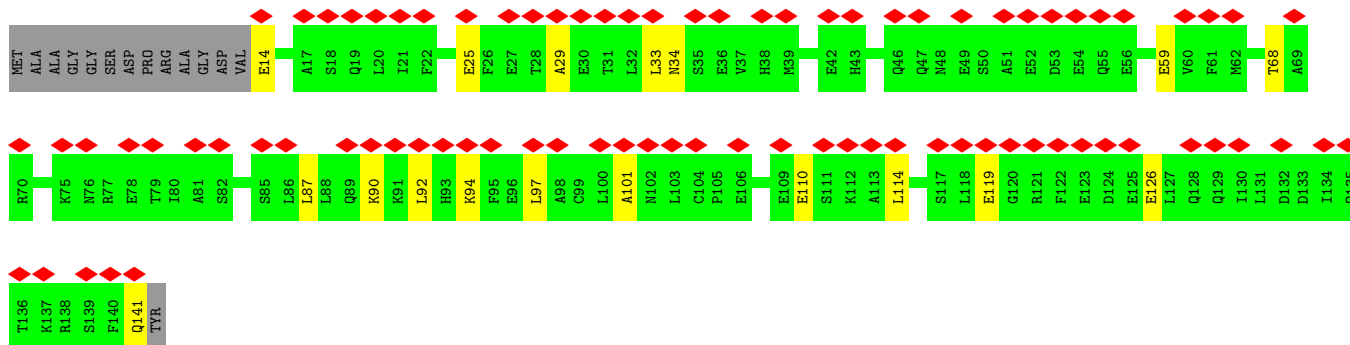 MET ALA ALA GLY GLY SER ASP PRO ARG ALA GLY ASP VAL E14 A17 S18 Q19 L20 I21 F22 E25 F26 E27 T28 A29 E30 T31 L32 L33 N34 S35 E36 V37 H38 M39 E42 H43 Q46 Q47 N48 E49 S50 A51 E52 D53 E54 Q55 E56 E59 V60 F61 M62 T68 A69
R70 K75 N76 R77 E78 T79 I80 A81 S82 S85 L86 L87 L88 Q89 K90 K91 L92 H93 K94 F95 E96 L97 A98 C99 L100 A101 N102 L103 C104 P105 E106 E109 E110 S111 K112 A113 L114 S117 L118 E119 G120 R121 F122 E123 D124 E125 E126 L127 Q128 Q129 I130 L131 D132 D133 I134
T136 K137 R138 S139 F140 Q141 TYR